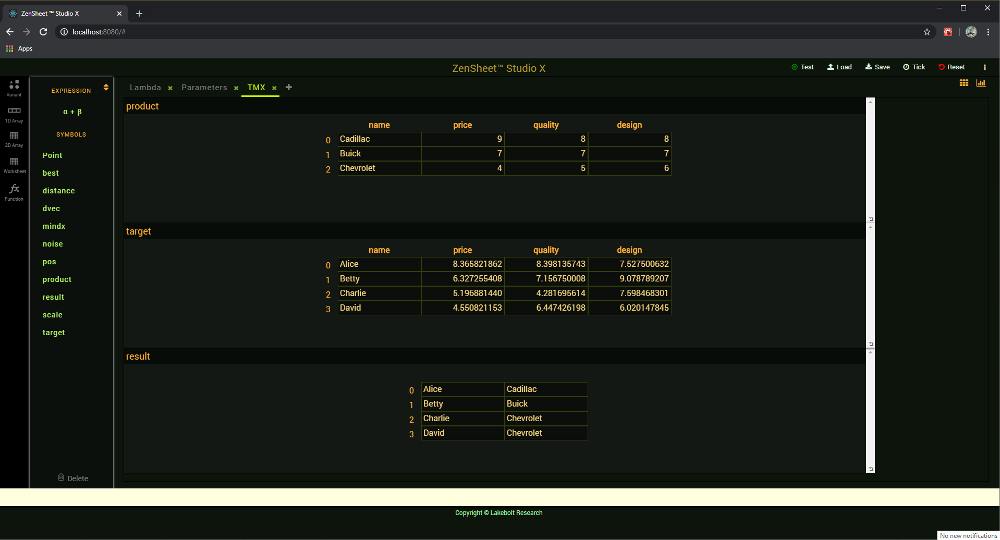 ZenSheet ™ Studio X
localhost:8080/#
Apps
ZenSheet™ Studio X
Test Load Save Tick Reset
Variant
1D Array
2D Array
Worksheet
fx
Function
EXPRESSION
α + β
SYMBOLS
Point
best
distance
dvec
mindx
noise
pos
product
result
scale
target
Delete
Lambda Parameters TMX
product
name price quality design
0 Cadillac 9 8 8
1 Buick 7 7 7
2 Chevrolet 4 5 6
target
name price quality design
0 Alice 8.365821862 8.398135743 7.527500632
1 Betty 6.327255408 7.156750008 9.078789207
2 Charlie 5.196881440 4.281695614 7.598468301
3 David 4.550821153 6.447426198 6.020147845
result
0 Alice Cadillac
1 Betty Buick
2 Charlie Chevrolet
3 David Chevrolet
Copyright © Lakebolt Research
No new notifications